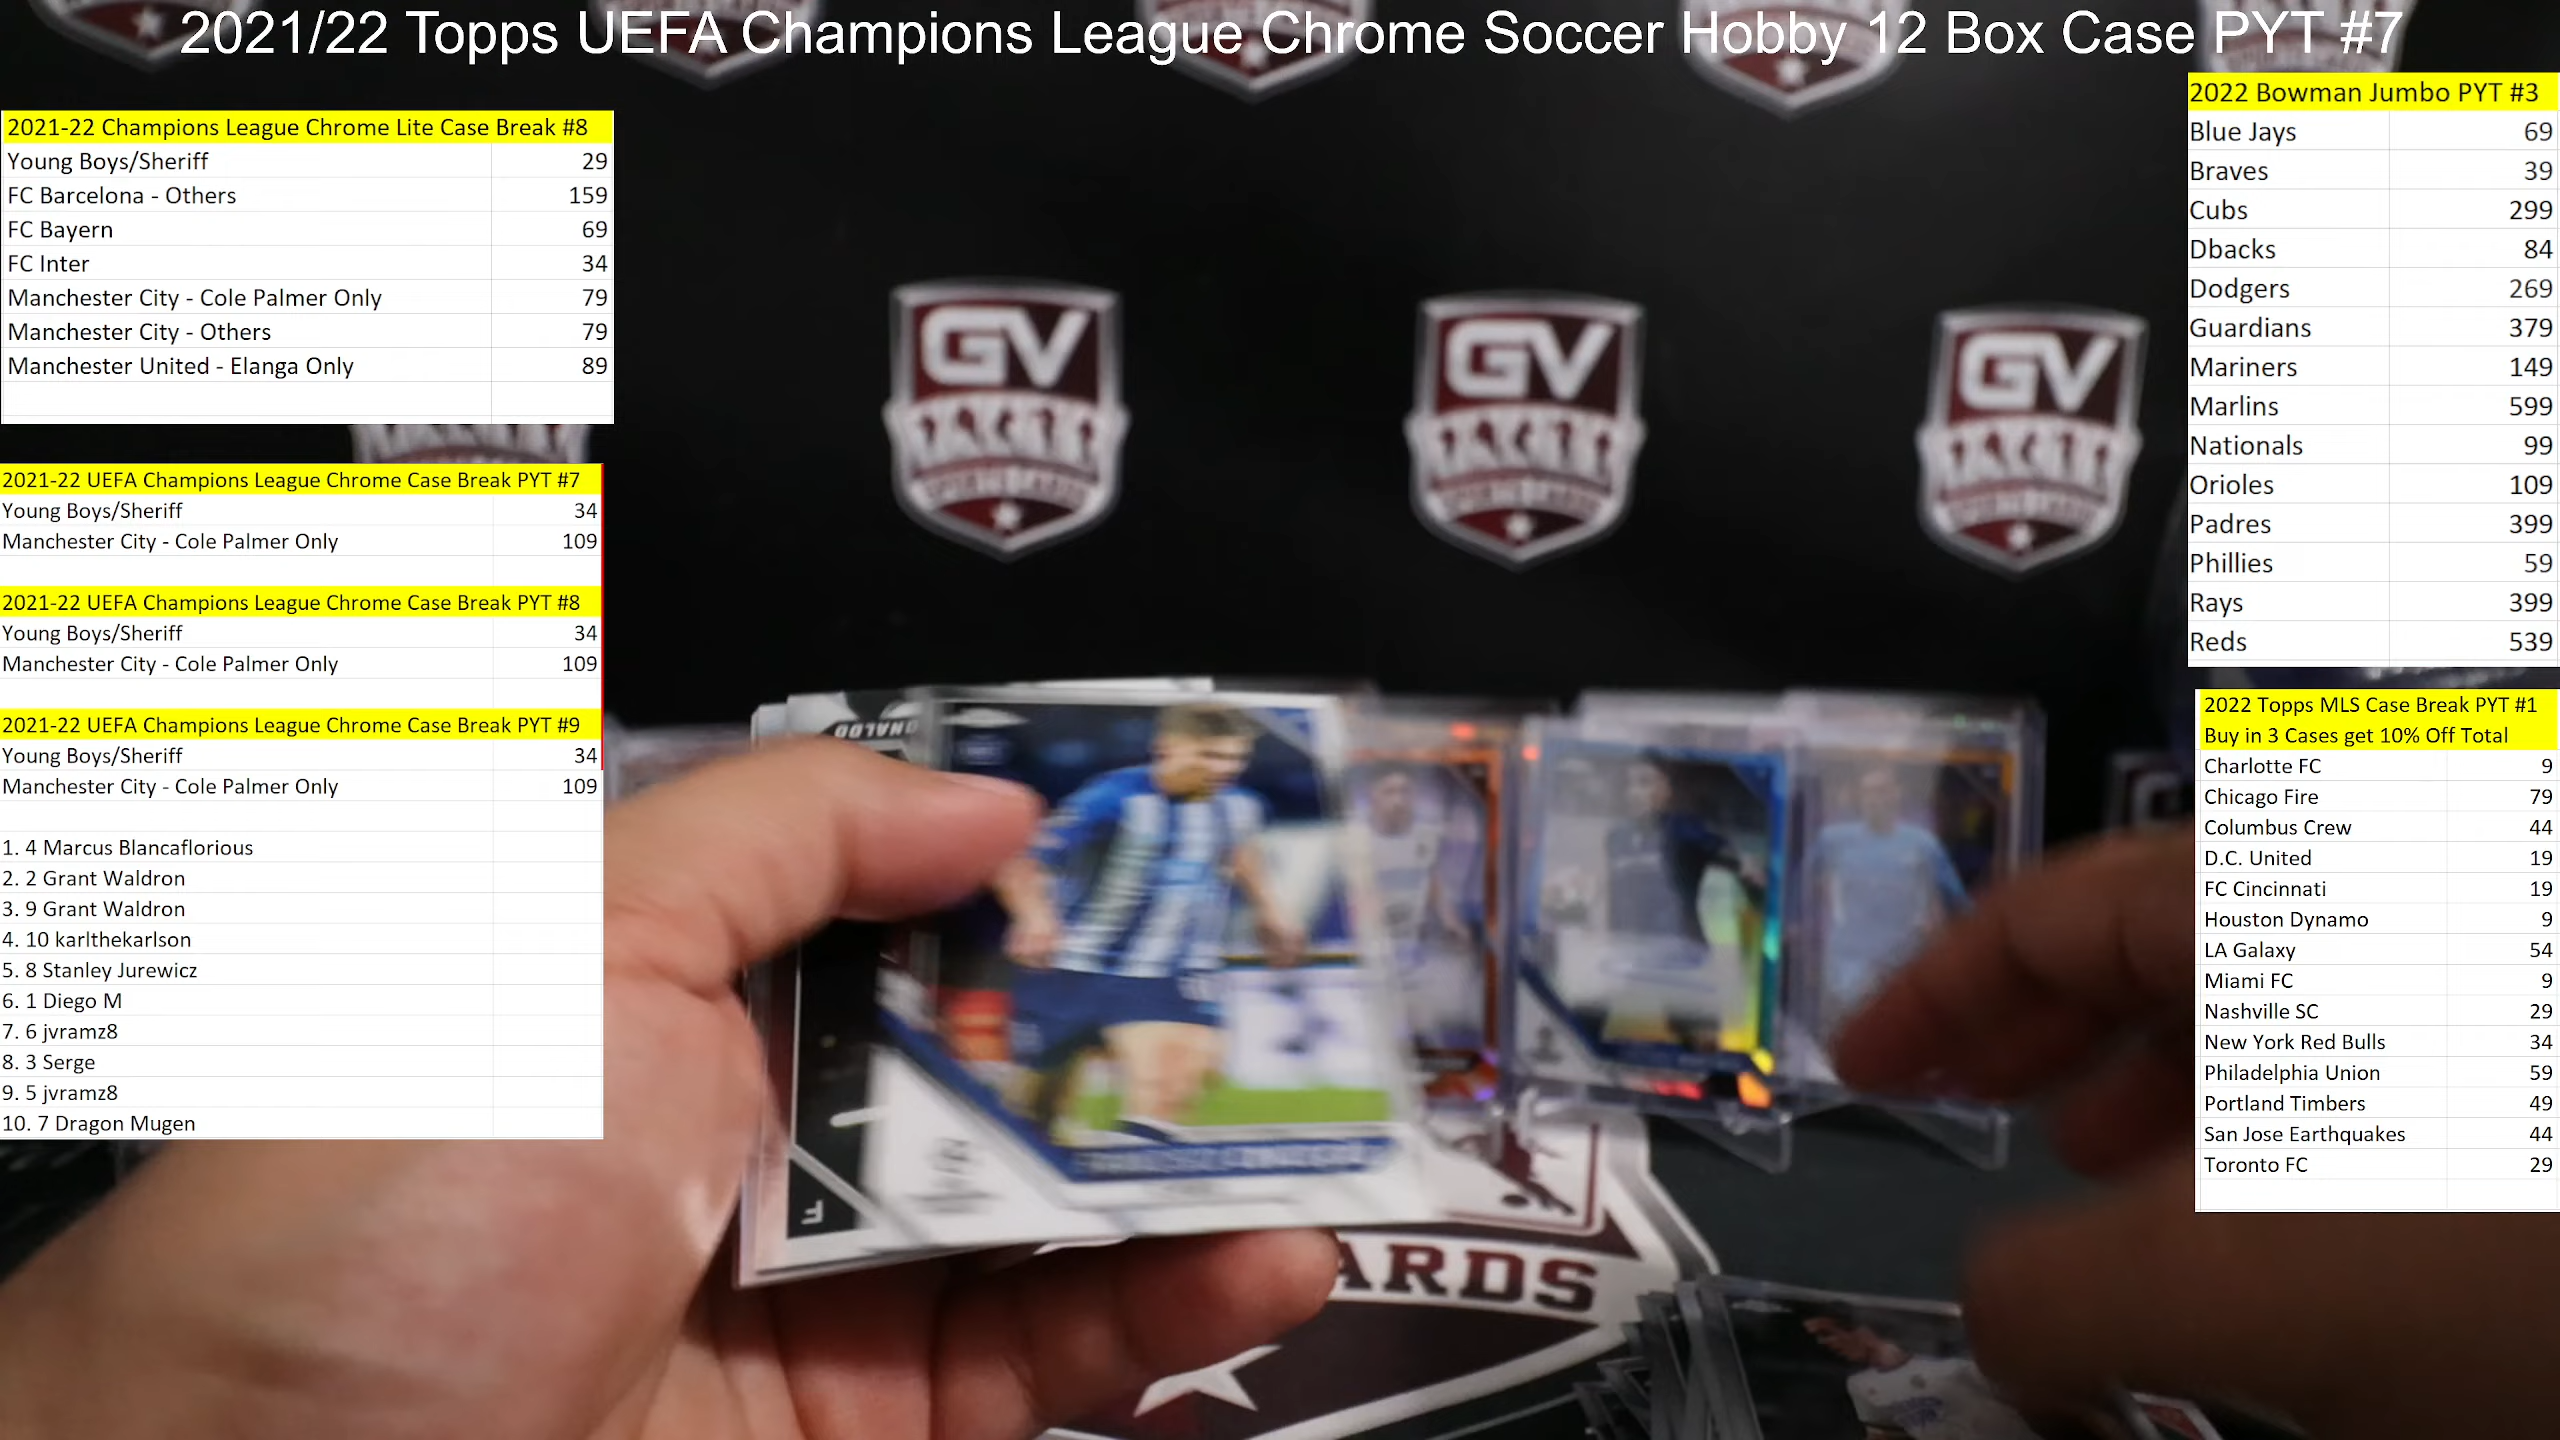 2021/22 Topps UEFA Champions League Chrome Soccer Hobby 12 Box Case PYT #7
2021-22 Champions League Chrome Lite Case Break #8
Young Boys/Sheriff 29
FC Barcelona - Others 159
FC Bayern 69
FC Inter 34
Manchester City - Cole Palmer Only 79
Manchester City - Others 79
Manchester United - Elanga Only 89
2021-22 UEFA Champions League Chrome Case Break PYT #7
Young Boys/Sheriff 34
Manchester City - Cole Palmer Only 109
2021-22 UEFA Champions League Chrome Case Break PYT #8
Young Boys/Sheriff 34
Manchester City - Cole Palmer Only 109
2021-22 UEFA Champions League Chrome Case Break PYT #9
Young Boys/Sheriff 34
Manchester City - Cole Palmer Only 109
1. 4 Marcus Blancaflorious
2. 2 Grant Waldron
3. 9 Grant Waldron
4. 10 karlthekarlson
5. 8 Stanley Jurewicz
6. 1 Diego M
7. 6 jvramz8
8. 3 Serge
9. 5 jvramz8
10. 7 Dragon Mugen
2022 Bowman Jumbo PYT #3
Blue Jays 69
Braves 39
Cubs 299
Dbacks 84
Dodgers 269
Guardians 379
Mariners 149
Marlins 599
Nationals 99
Orioles 109
Padres 399
Phillies 59
Rays 399
Reds 539
2022 Topps MLS Case Break PYT #1
Buy in 3 Cases get 10% Off Total
Charlotte FC 9
Chicago Fire 79
Columbus Crew 44
D.C. United 19
FC Cincinnati 19
Houston Dynamo 9
LA Galaxy 54
Miami FC 9
Nashville SC 29
New York Red Bulls 34
Philadelphia Union 59
Portland Timbers 49
San Jose Earthquakes 44
Toronto FC 29
GV
GV
GV
ARDS